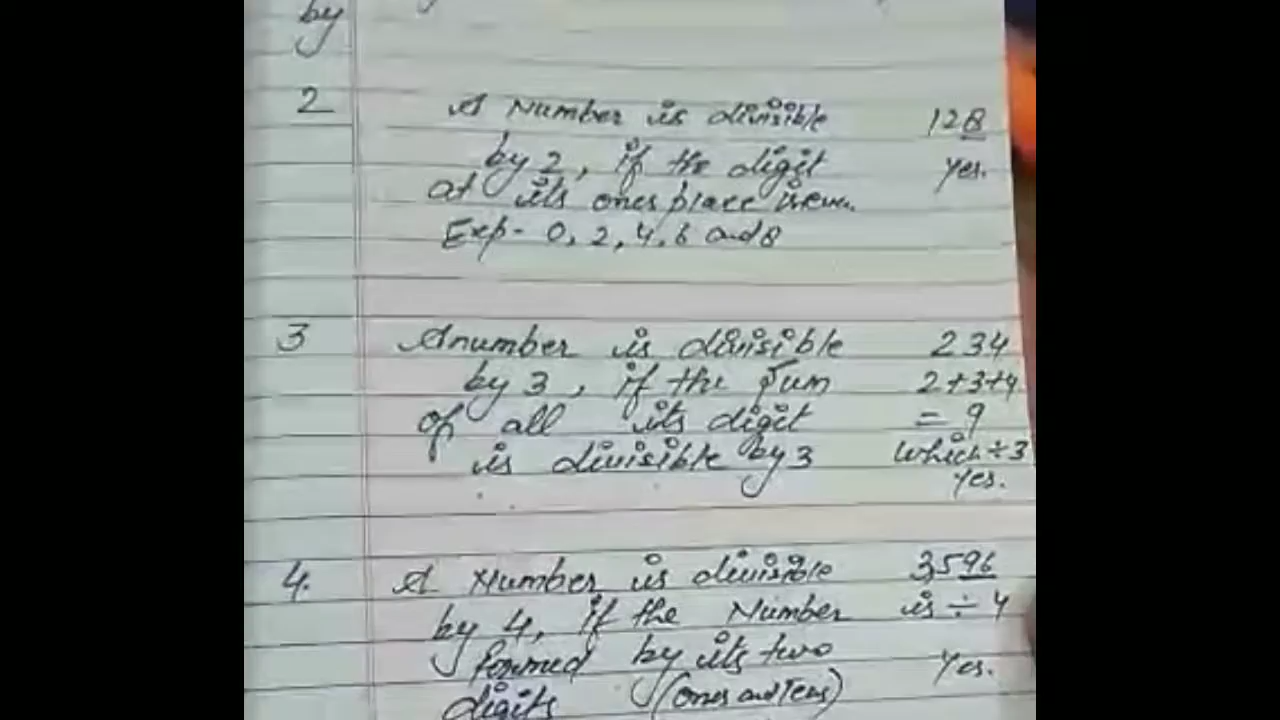 by
2 A Number is divisible 128
by 2, if the digit yes.
at its ones place is even.
Exp- 0, 2, 4, 6 and 8
3 A number is divisible 234
by 3, if the Sum 2+3+4
of all its digit = 9
is divisible by 3 which ÷ 3
Yes.
4. A Number is divisible 3596
by 4, if the Number is ÷ 4
formed by its two Yes.
digits (ones and Tens)